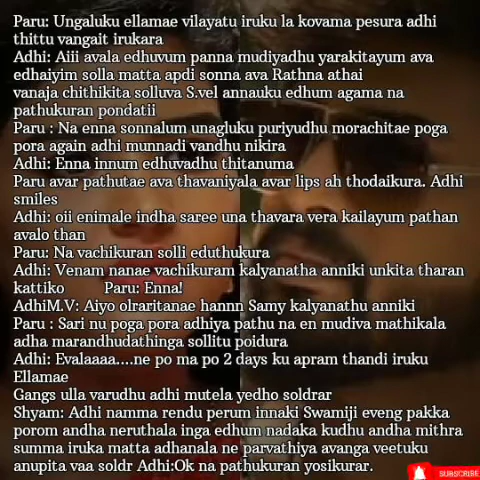 Paru: Ungaluku ellamae vilayatu iruku la kovama pesura adhi
thittu vangait irukara
Adhi: Aiii avala edhuvum panna mudiyadhu yarakitayum ava
edhaiyim solla matta apdi sonna ava Rathna athai
vanaja chithikita solluva S.vel annauku edhum agama na
pathukuran pondatii
Paru : Na enna sonnalum unagluku puriyudhu morachitae poga
pora again adhi munnadi vandhu nikira
Adhi: Enna innum edhuvadhu thitanuma
Paru avar pathutae ava thavaniyala avar lips ah thodaikura. Adhi
smiles
Adhi: oii enimale indha saree una thavara vera kailayum pathan
avalo than
Paru: Na vachikuran solli eduthukura
Adhi: Venam nanae vachikuram kalyanatha anniki unkita tharan
kattiko Paru: Enna!
AdhiM.V: Aiyo olraritanae hannn Samy kalyanathu anniki
Paru : Sari nu poga pora adhiya pathu na en mudiva mathikala
adha marandhudathinga sollitu poidura
Adhi: Evalaaaa....ne po ma po 2 days ku apram thandi iruku
Ellamae
Gangs ulla varudhu adhi mutela yedho soldrar
Shyam: Adhi namma rendu perum innaki Swamiji eveng pakka
porom andha neruthala inga edhum nadaka kudhu andha mithra
summa iruka matta adhanala ne parvathiya avanga veetuku
anupita vaa soldr Adhi:Ok na pathukuran yosikurar.
SUBSCRIBE